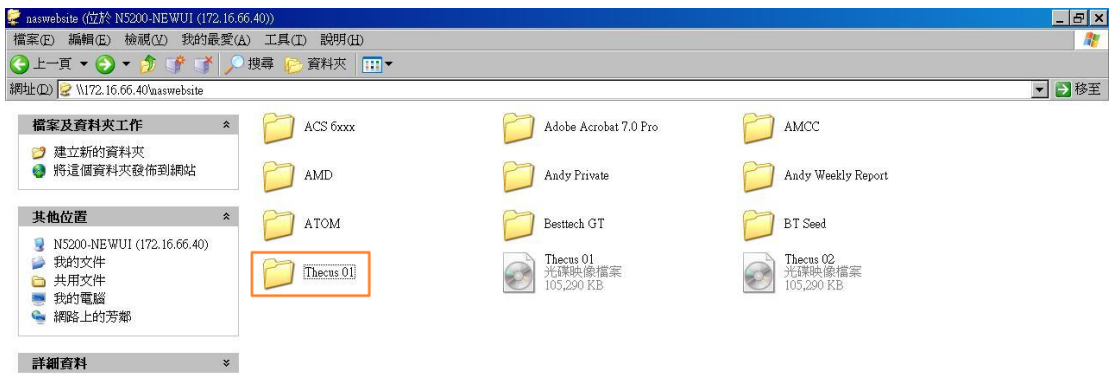 naswebsite (位於 N5200-NEWUI (172.16.66.40))
檔案(F) 編輯(E) 檢視(V) 我的最愛(A) 工具(T) 說明(H)
上一頁 搜尋 資料夾
網址(D) \\172.16.66.40\naswebsite 移至
檔案及資料夾工作
建立新的資料夾
將這個資料夾發佈到網站
其他位置
N5200-NEWUI (172.16.66.40)
我的文件
共用文件
我的電腦
網路上的芳鄰
詳細資料
ACS 6xxx
Adobe Acrobat 7.0 Pro
AMCC
AMD
Andy Private
Andy Weekly Report
ATOM
Besttech GT
BT Seed
Thecus 01
Thecus 01
光碟映像檔案
105,290 KB
Thecus 02
光碟映像檔案
105,290 KB